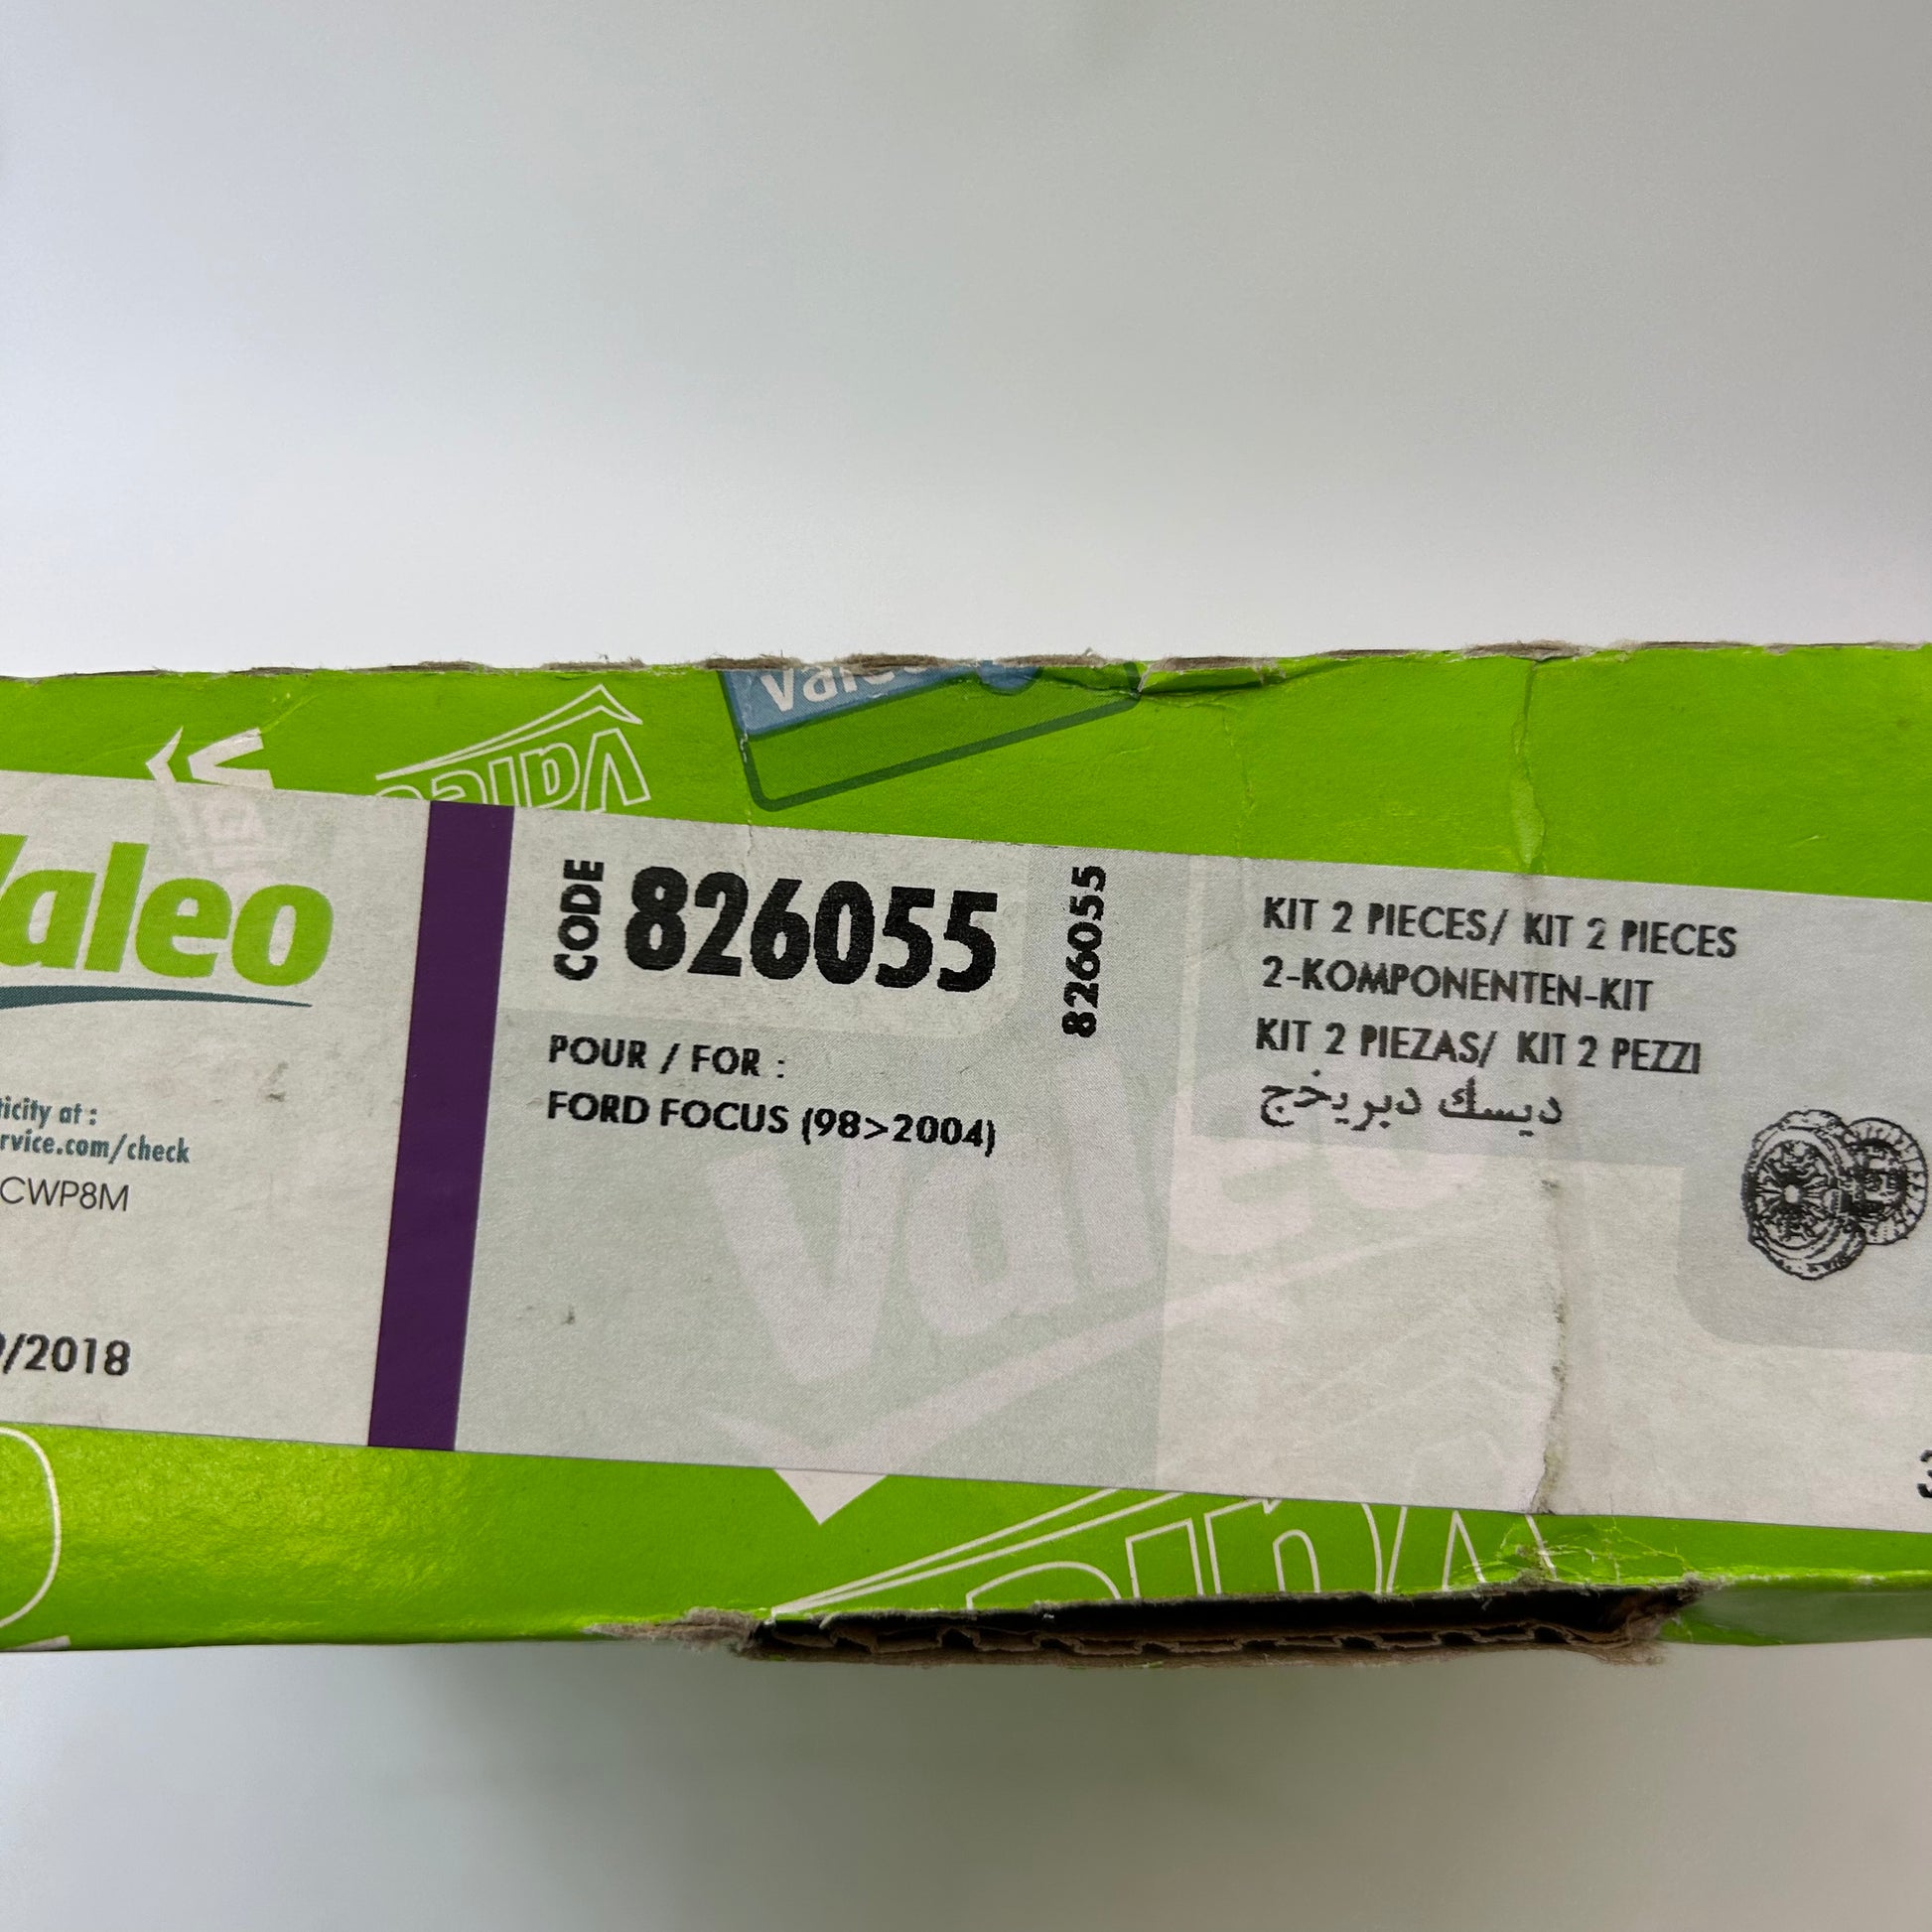 Valeo
CODE 826055
826055
POUR / FOR :
FORD FOCUS (98>2004)
KIT 2 PIECES/ KIT 2 PIECES
2-KOMPONENTEN-KIT
KIT 2 PIEZAS/ KIT 2 PEZZI
ديسك دبريخج
at :
rvice.com/check
CWP8M
/2018
Valeo